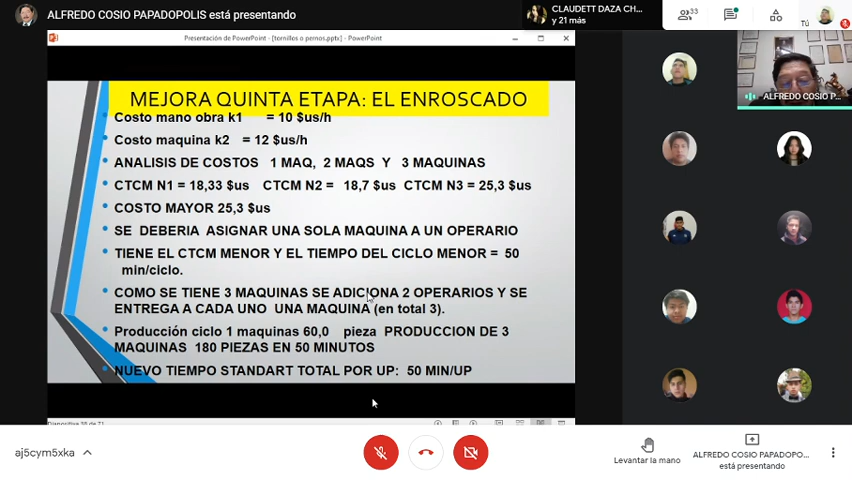 ALFREDO COSIO PAPADOPOLIS está presentando
CLAUDETT DAZA CH...
y 21 más
33
Tú
Presentación de PowerPoint - [tornillos o pernos.pptx] - PowerPoint
ALFREDO COSIO P...
MEJORA QUINTA ETAPA: EL ENROSCADO
Costo mano obra k1 = 10 $us/h
Costo maquina k2 = 12 $us/h
ANALISIS DE COSTOS 1 MAQ, 2 MAQS Y 3 MAQUINAS
CTCM N1 = 18,33 $us CTCM N2 = 18,7 $us CTCM N3 = 25,3 $us
COSTO MAYOR 25,3 $us
SE DEBERIA ASIGNAR UNA SOLA MAQUINA A UN OPERARIO
TIENE EL CTCM MENOR Y EL TIEMPO DEL CICLO MENOR = 50
min/ciclo.
COMO SE TIENE 3 MAQUINAS SE ADICIONA 2 OPERARIOS Y SE
ENTREGA A CADA UNO UNA MAQUINA (en total 3).
Producción ciclo 1 maquinas 60,0 pieza PRODUCCION DE 3
MAQUINAS 180 PIEZAS EN 50 MINUTOS
NUEVO TIEMPO STANDART TOTAL POR UP: 50 MIN/UP
aj5cym5xka
Levantar la mano
ALFREDO COSIO PAPADOPO...
está presentando